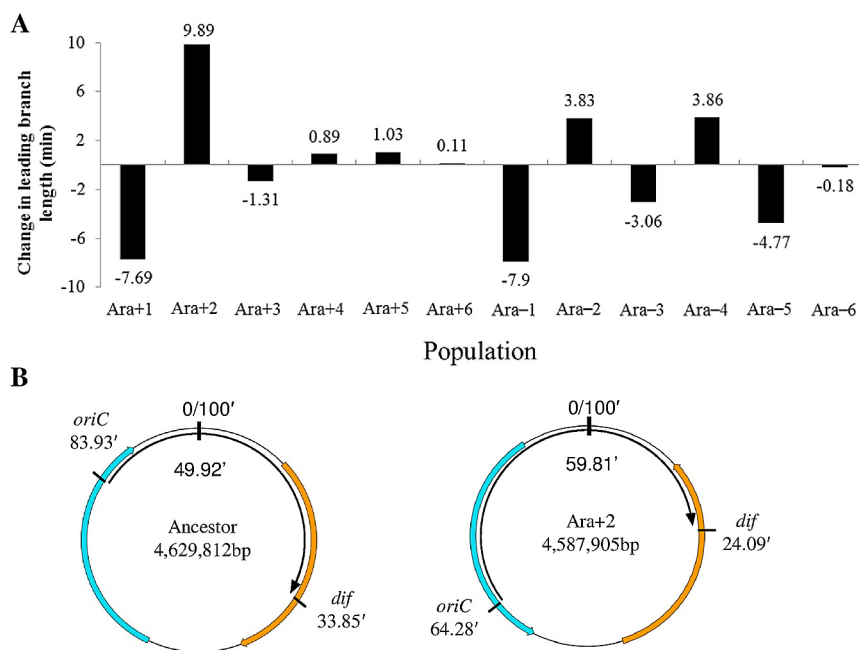 A
Change in leading branch
length (min)
10
6
2
-2
-6
-10
-7.69
9.89
-1.31
0.89
1.03
0.11
-7.9
3.83
-3.06
3.86
-4.77
-0.18
Ara+1 Ara+2 Ara+3 Ara+4 Ara+5 Ara+6 Ara–1 Ara–2 Ara–3 Ara–4 Ara–5 Ara–6
Population
B
oriC
83.93′
0/100′
49.92’
Ancestor
4,629,812bp
dif
33.85′
0/100′
59.81’
Ara+2
4,587,905bp
dif
24.09′
oriC
64.28′